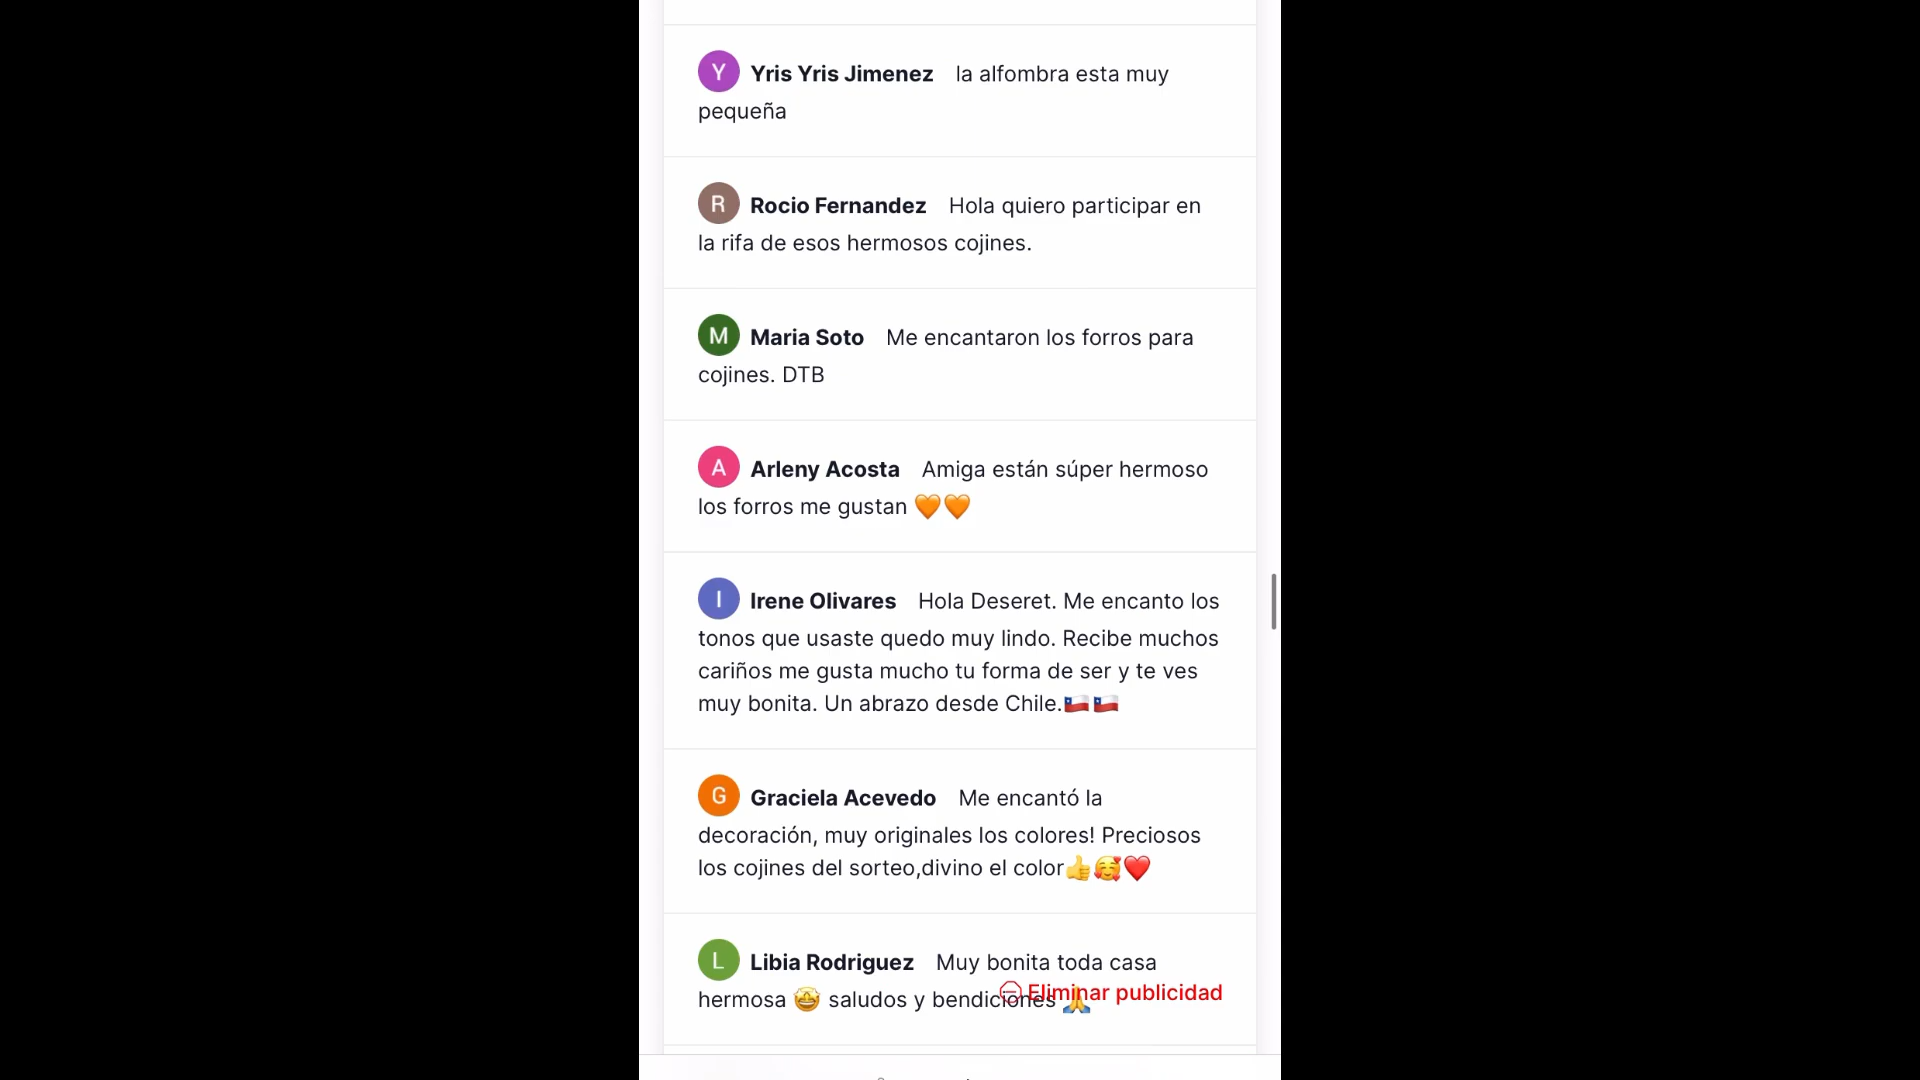 Y Yris Yris Jimenez la alfombra esta muy
pequeña
R Rocio Fernandez Hola quiero participar en
la rifa de esos hermosos cojines.
M Maria Soto Me encantaron los forros para
cojines. DTB
A Arleny Acosta Amiga están súper hermoso
los forros me gustan 🧡🧡
I Irene Olivares Hola Deseret. Me encanto los
tonos que usaste quedo muy lindo. Recibe muchos
cariños me gusta mucho tu forma de ser y te ves
muy bonita. Un abrazo desde Chile.🇨🇱🇨🇱
G Graciela Acevedo Me encantó la
decoración, muy originales los colores! Preciosos
los cojines del sorteo,divino el color👍🥰❤️
L Libia Rodriguez Muy bonita toda casa
hermosa 🤩 saludos y bendiciones 🙏
Eliminar publicidad